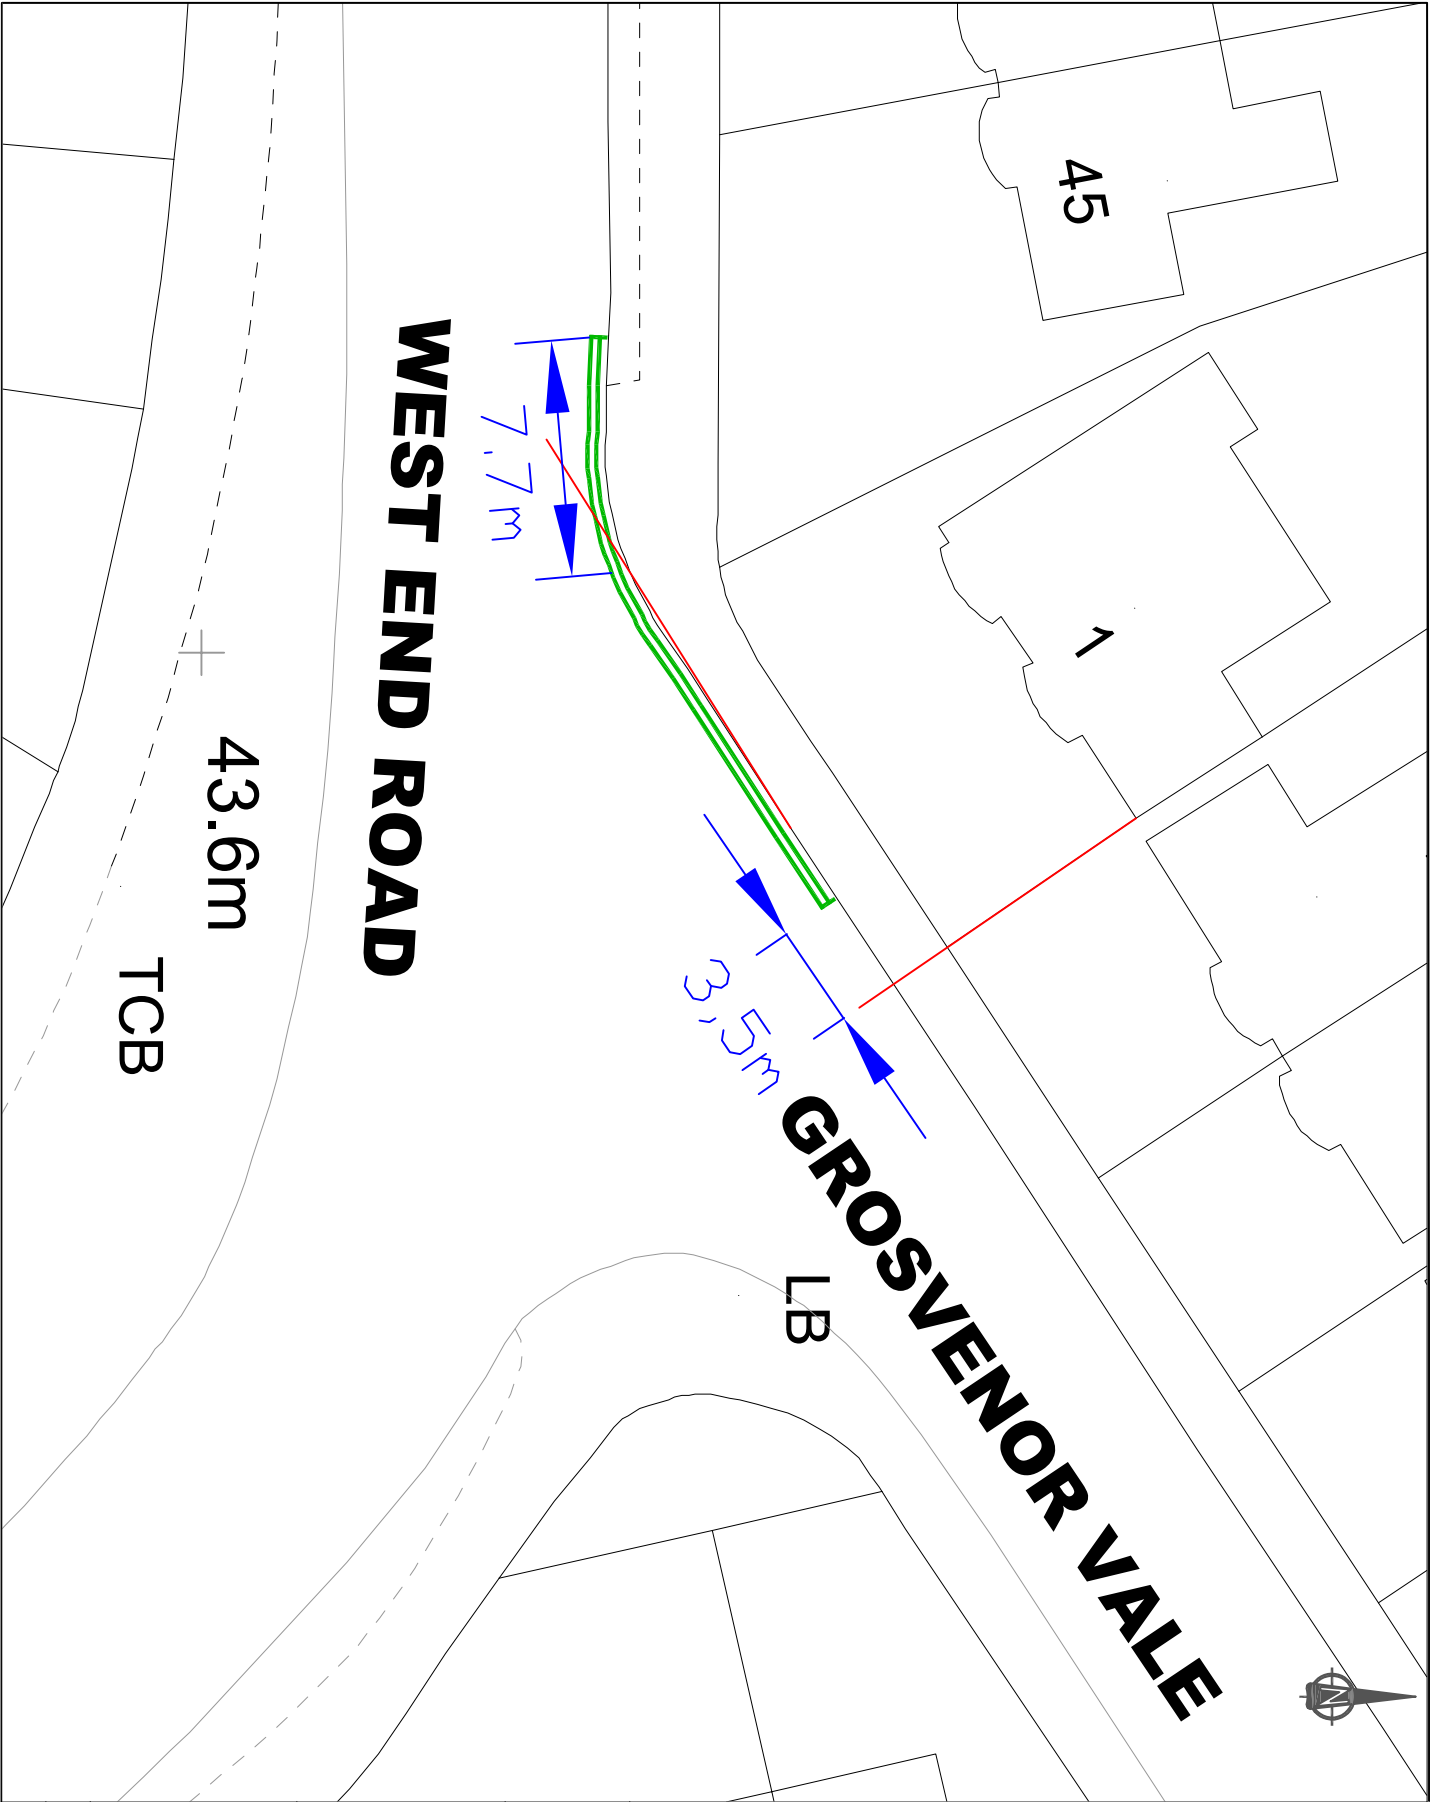 45
1
WEST END ROAD
7.7m
43.6m
TCB
3,5m
GROSVENOR VALE
LB
N